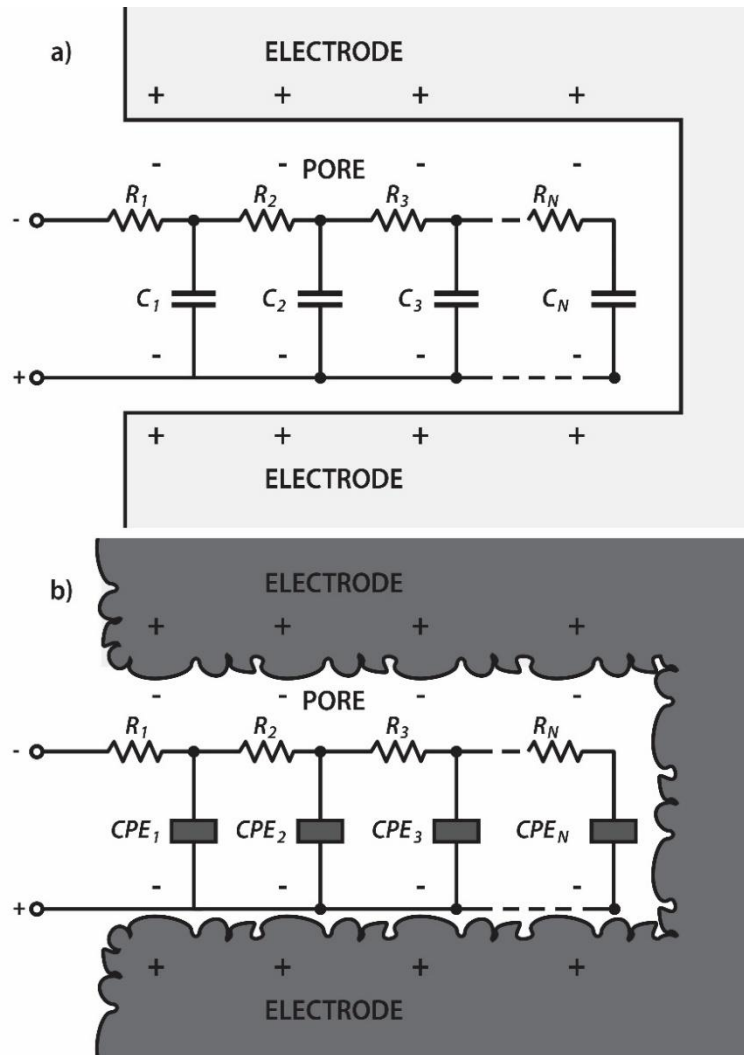 a)
ELECTRODE
+ + + +
- - - -
PORE
R1 R2 R3 RN
-
C1 C2 C3 CN
- - - -
+
+ + + +
ELECTRODE
b)
ELECTRODE
+ + + +
- - - -
PORE
R1 R2 R3 RN
-
CPE1 CPE2 CPE3 CPEN
- - - -
+
+ + + +
ELECTRODE